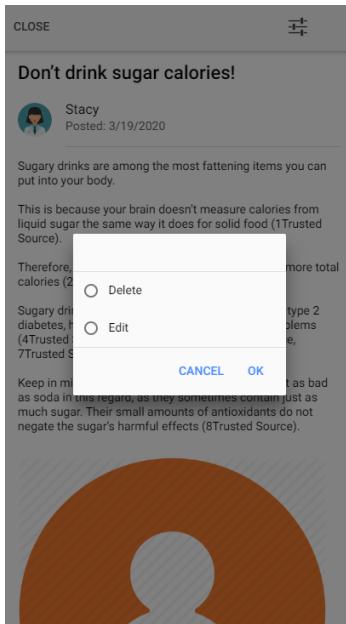 CLOSE
Don't drink sugar calories!
Stacy
Posted: 3/19/2020
Sugary drinks are among the most fattening items you can
put into your body.
This is because your brain doesn't measure calories from
liquid sugar the same way it does for solid food (1Trusted
Source).
Therefore, more total
calories (2
Delete
Sugary type 2
diabetes,
Edit
(4Trusted
7Trusted
CANCEL OK
Keep in as bad
as soda in this regard, as they sometimes contain just as
much sugar. Their small amounts of antioxidants do not
negate the sugar's harmful effects (8Trusted Source).